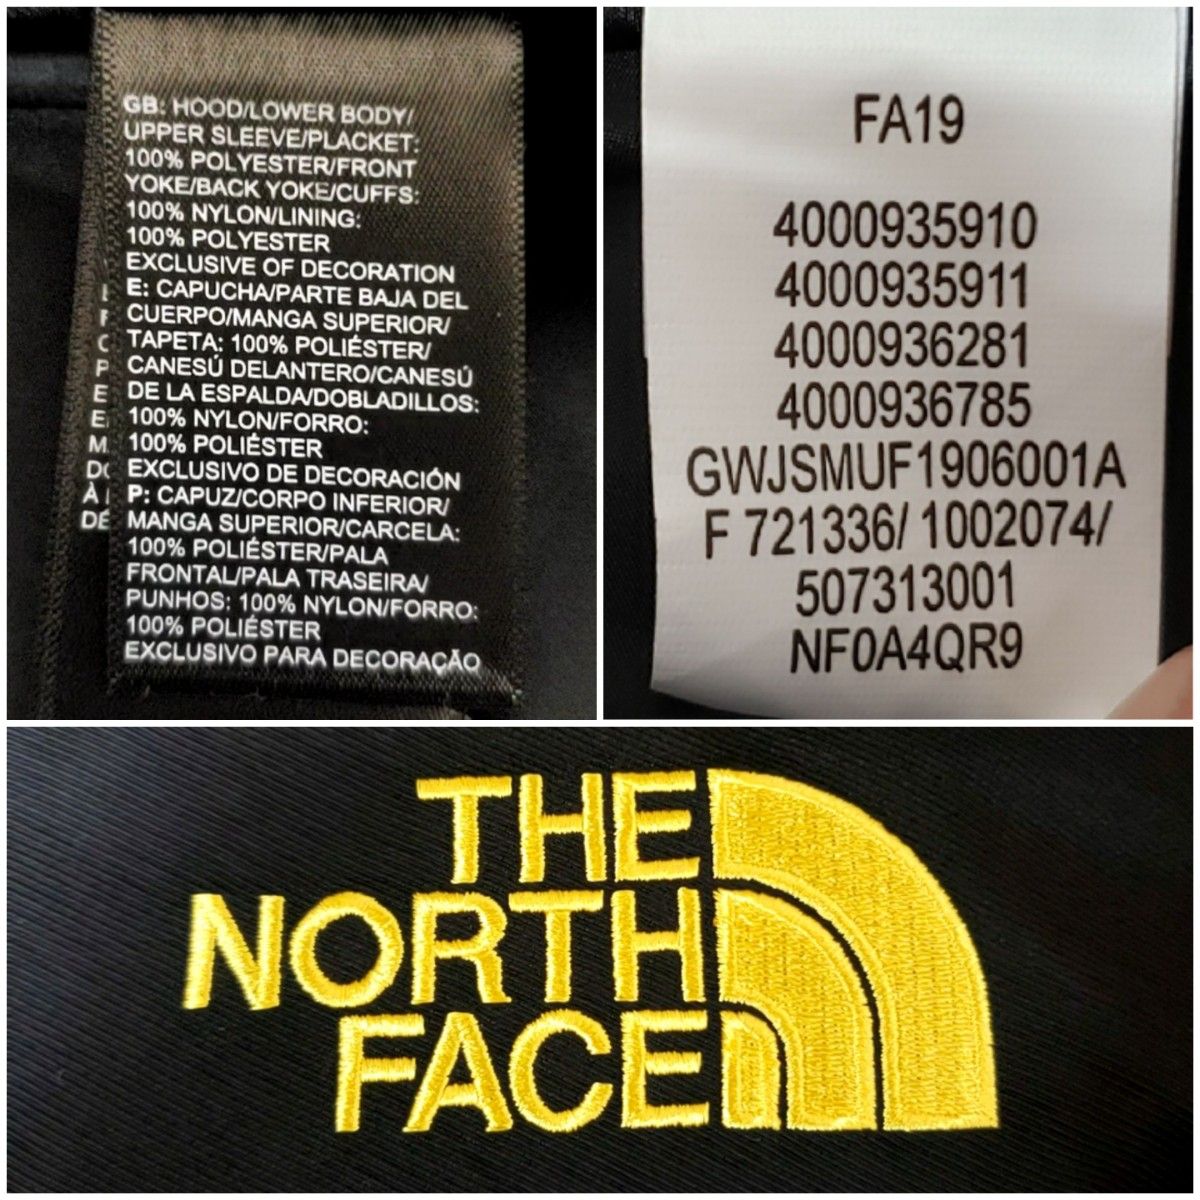 GB: HOOD/LOWER BODY/
UPPER SLEEVE/PLACKET:
100% POLYESTER/FRONT
YOKE/BACK YOKE/CUFFS:
100% NYLON/LINING:
100% POLYESTER
EXCLUSIVE OF DECORATION
E: CAPUCHA/PARTE BAJA DEL
CUERPO/MANGA SUPERIOR/
TAPETA: 100% POLIÉSTER/
CANESÚ DELANTERO/CANESÚ
DE LA ESPALDA/DOBLADILLOS:
100% NYLON/FORRO:
100% POLIÉSTER
EXCLUSIVO DE DECORACIÓN
P: CAPUZ/CORPO INFERIOR/
MANGA SUPERIOR/CARCELA:
100% POLIÉSTER/PALA
FRONTAL/PALA TRASEIRA/
PUNHOS: 100% NYLON/FORRO:
100% POLIÉSTER
EXCLUSIVO PARA DECORAÇÃO
FA19
4000935910
4000935911
4000936281
4000936785
GWJSMUF1906001A
F 721336/ 1002074/
507313001
NF0A4QR9
THE
NORTH
FACE